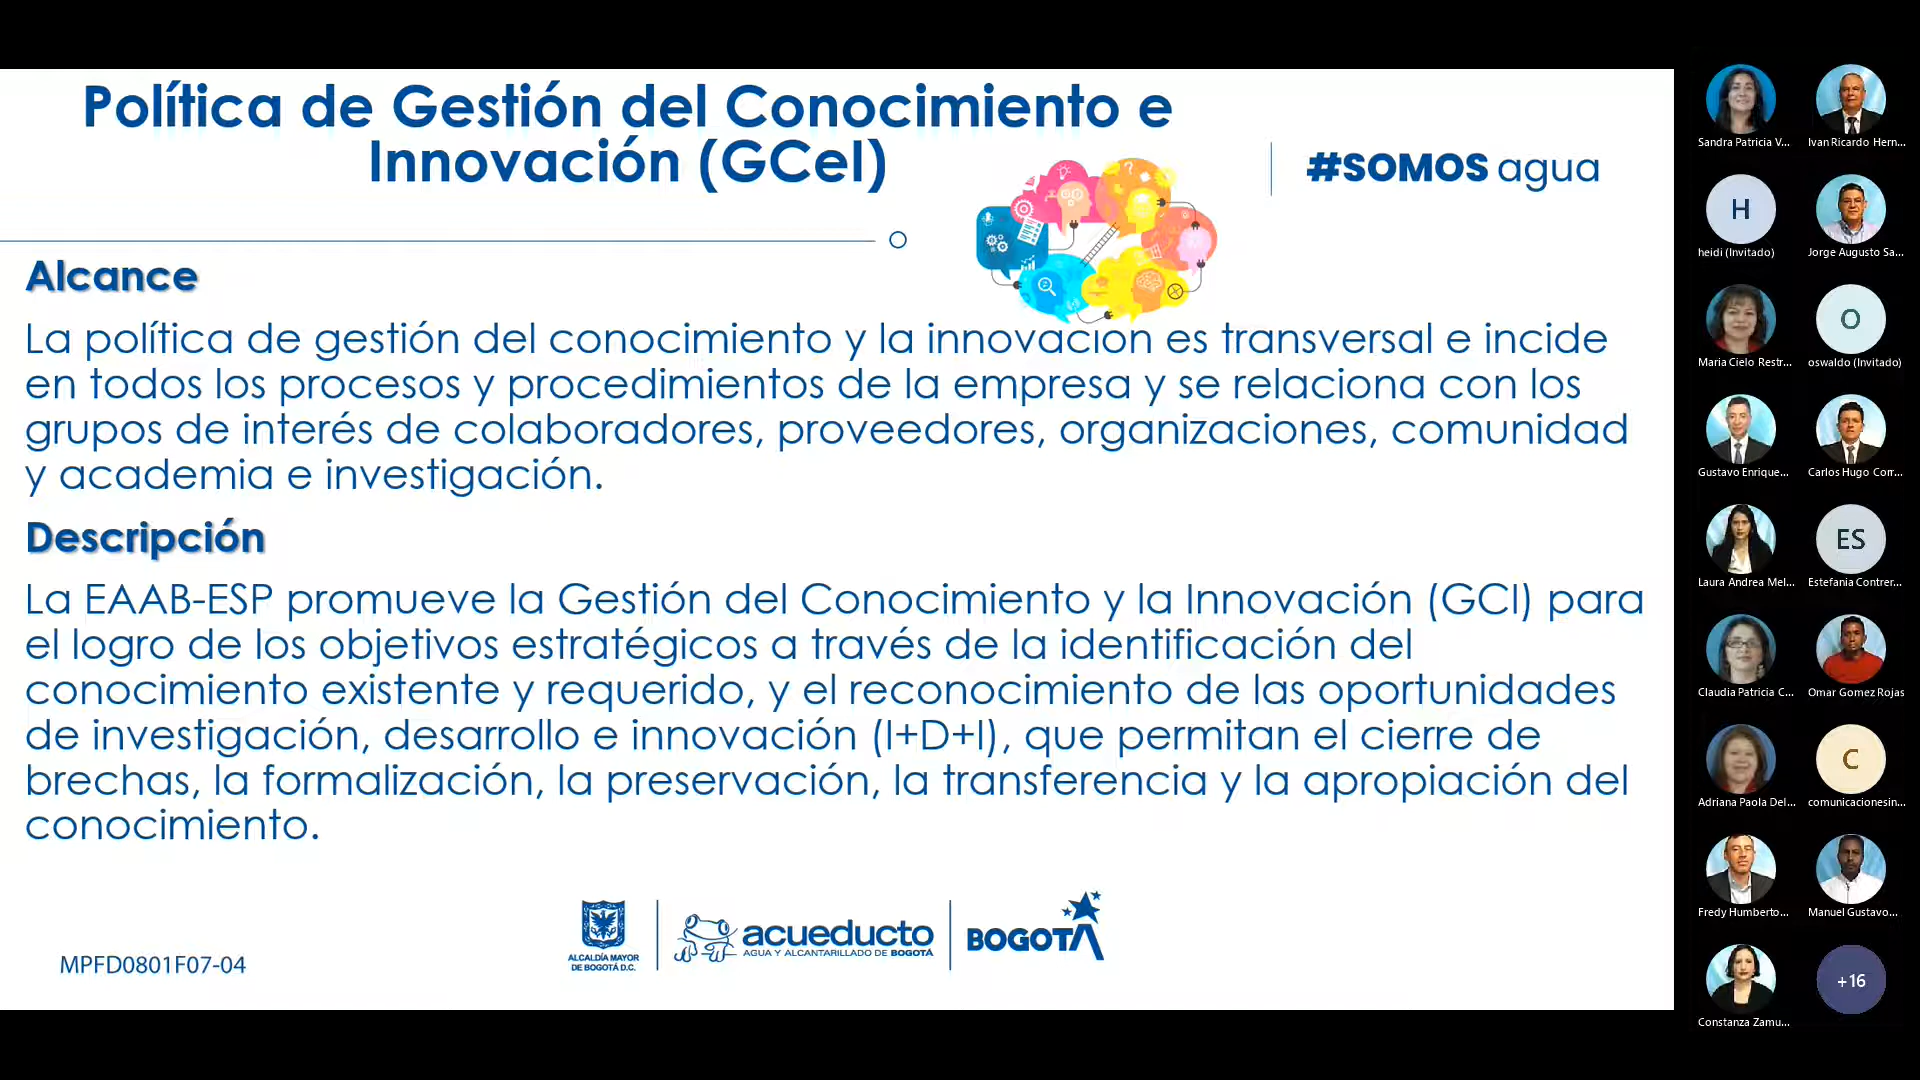 Política de Gestión del Conocimiento e
Innovación (GCeI)
#SOMOS agua
Alcance
La política de gestión del conocimiento y la innovación es transversal e incide
en todos los procesos y procedimientos de la empresa y se relaciona con los
grupos de interés de colaboradores, proveedores, organizaciones, comunidad
y academia e investigación.
Descripción
La EAAB-ESP promueve la Gestión del Conocimiento y la Innovación (GCI) para
el logro de los objetivos estratégicos a través de la identificación del
conocimiento existente y requerido, y el reconocimiento de las oportunidades
de investigación, desarrollo e innovación (I+D+I), que permitan el cierre de
brechas, la formalización, la preservación, la transferencia y la apropiación del
conocimiento.
MPFD0801F07-04
ALCALDÍA MAYOR
DE BOGOTÁ D.C.
acueducto
AGUA Y ALCANTARILLADO DE BOGOTÁ
BOGOTÁ
Sandra Patricia V...
Ivan Ricardo Hern...
H
heidi (Invitado)
Jorge Augusto Sa...
Maria Cielo Restr...
O
oswaldo (Invitado)
Gustavo Enrique...
Carlos Hugo Corr...
Laura Andrea Mel...
ES
Estefania Contrer...
Claudia Patricia C...
Omar Gomez Rojas
Adriana Paola Del...
C
comunicacionesin...
Fredy Humberto...
Manuel Gustavo...
Constanza Zamu...
+16